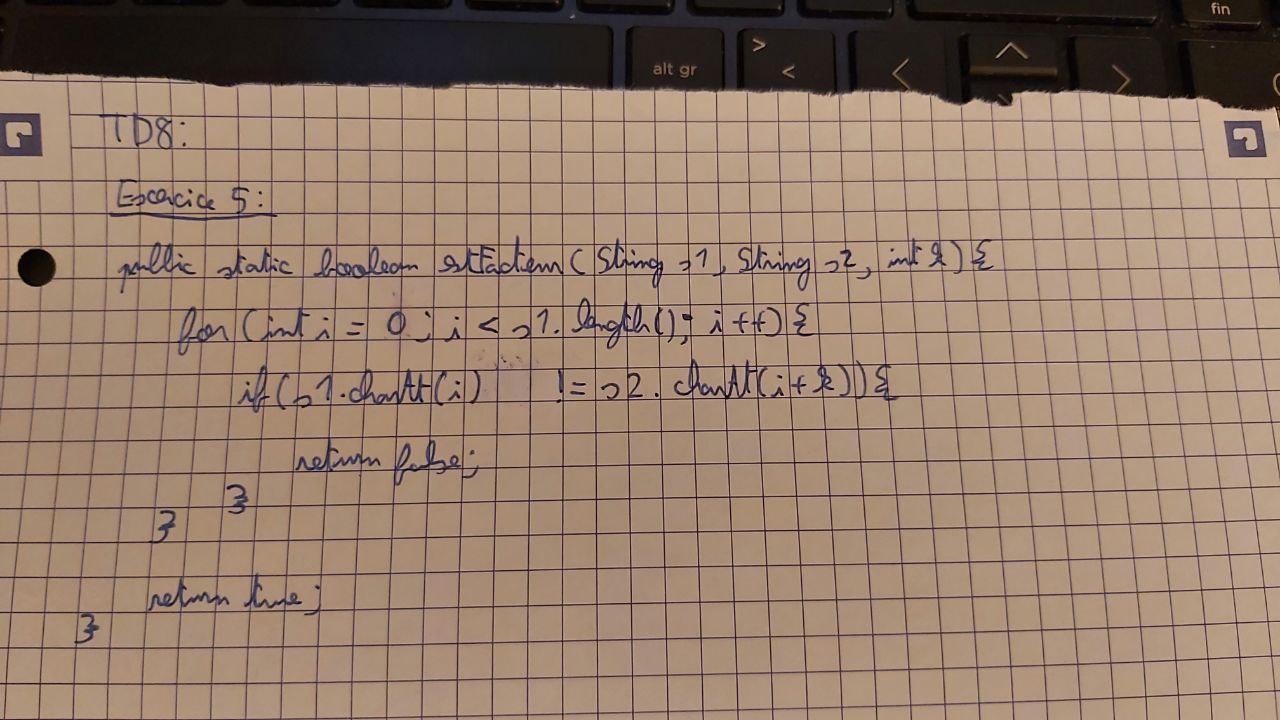 fin
alt gr
>
<
TD8:
Exercice 5:
public static boolean estFacteur(String s1, String s2, int k){
for(int i = 0; i < s1.length(); i++){
if(s1.charAt(i) != s2.charAt(i+k)){
return false;
}
}
return true;
}